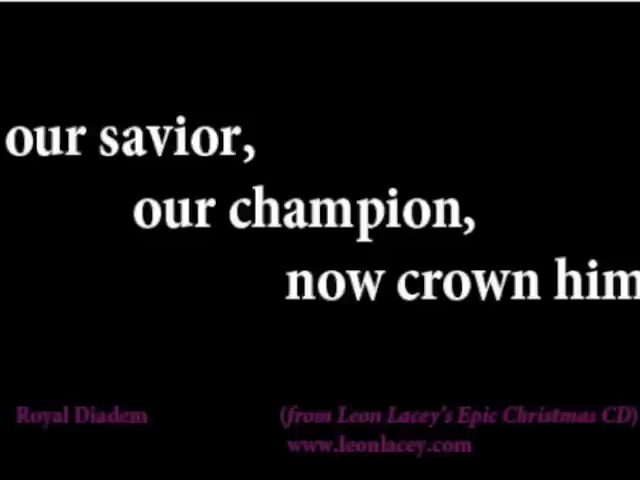 our savior,
our champion,
now crown him
Royal Diadem
(from Leon Lacey's Epic Christmas CD)
www.leonlacey.com